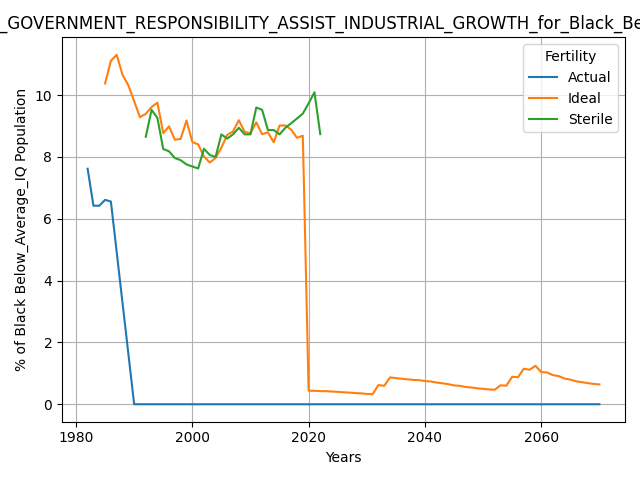 _GOVERNMENT_RESPONSIBILITY_ASSIST_INDUSTRIAL_GROWTH_for_Black_Be
Fertility
Actual
Ideal
Sterile
% of Black Below_Average_IQ Population
10
8
6
4
2
0
1980
2000
2020
2040
2060
Years